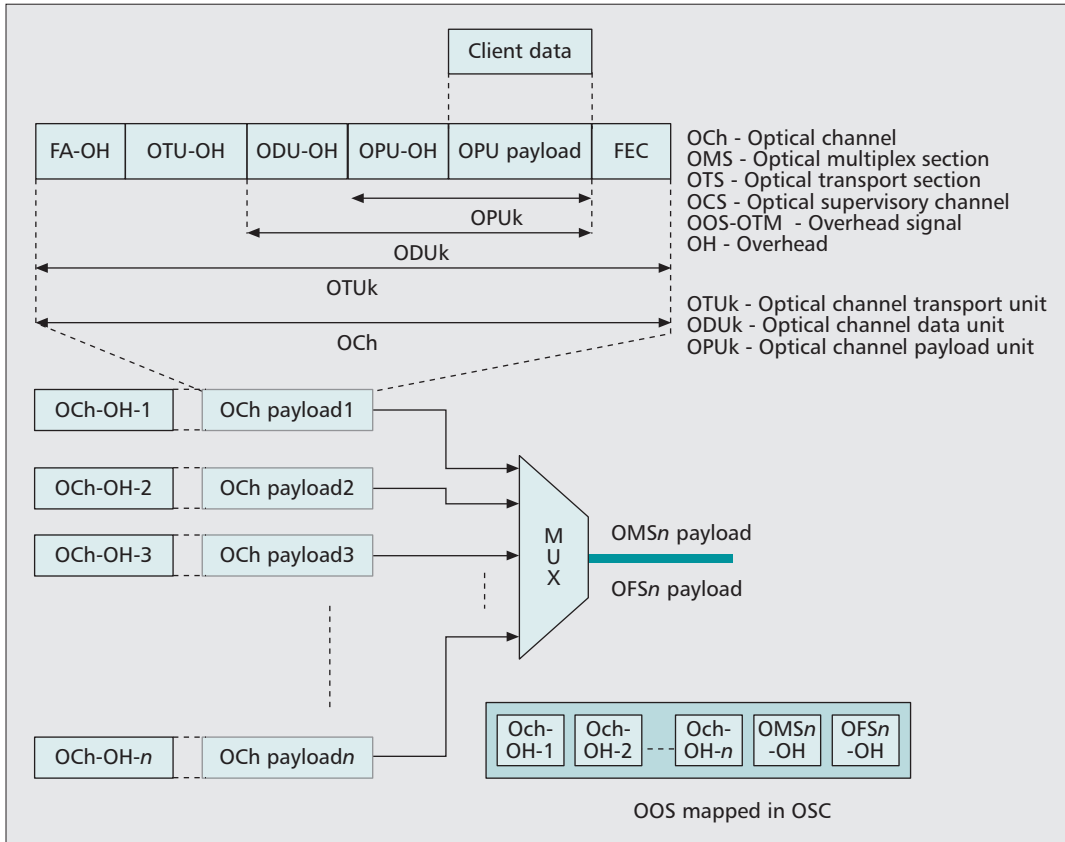 Client data
FA-OH OTU-OH ODU-OH OPU-OH OPU payload FEC
OPUk
ODUk
OTUk
OCh
OCh - Optical channel
OMS - Optical multiplex section
OTS - Optical transport section
OCS - Optical supervisory channel
OOS-OTM - Overhead signal
OH - Overhead
OTUk - Optical channel transport unit
ODUk - Optical channel data unit
OPUk - Optical channel payload unit
OCh-OH-1 OCh payload1
OCh-OH-2 OCh payload2
OCh-OH-3 OCh payload3
OCh-OH-n OCh payloadn
M
U
X
OMSn payload
OFSn payload
Och-
OH-1
Och-
OH-2
Och-
OH-n
OMSn
-OH
OFSn
-OH
OOS mapped in OSC